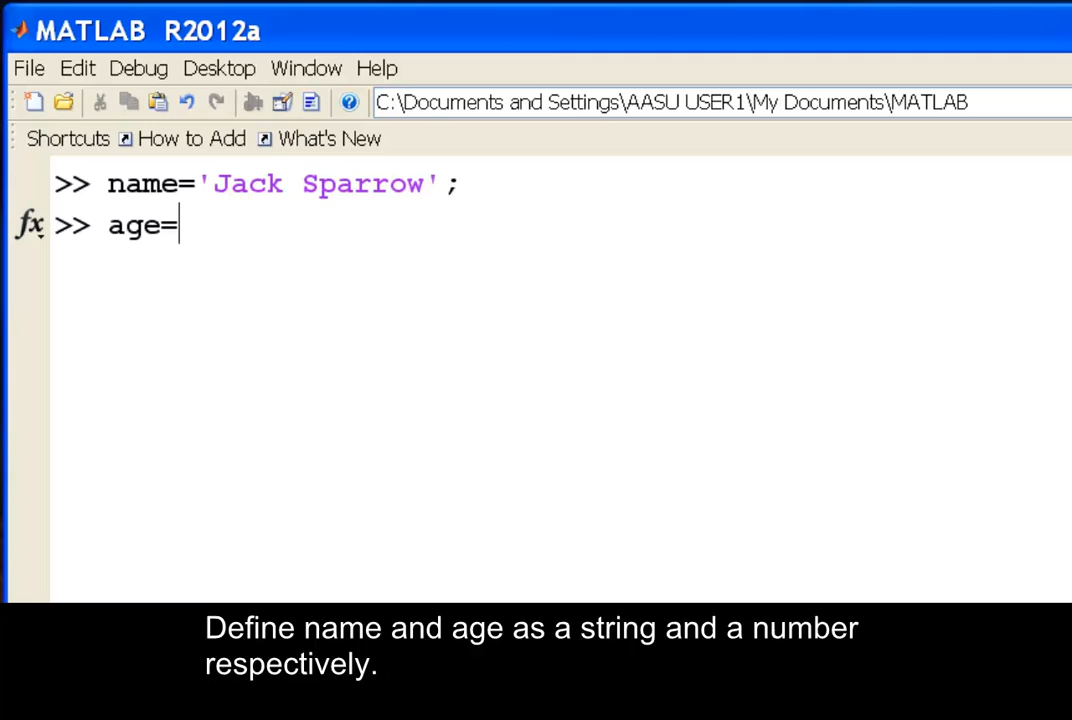 MATLAB R2012a
File Edit Debug Desktop Window Help
C:\Documents and Settings\AASU USER1\My Documents\MATLAB
Shortcuts How to Add What's New
>> name='Jack Sparrow';
fx >> age=
Define name and age as a string and a number
respectively.